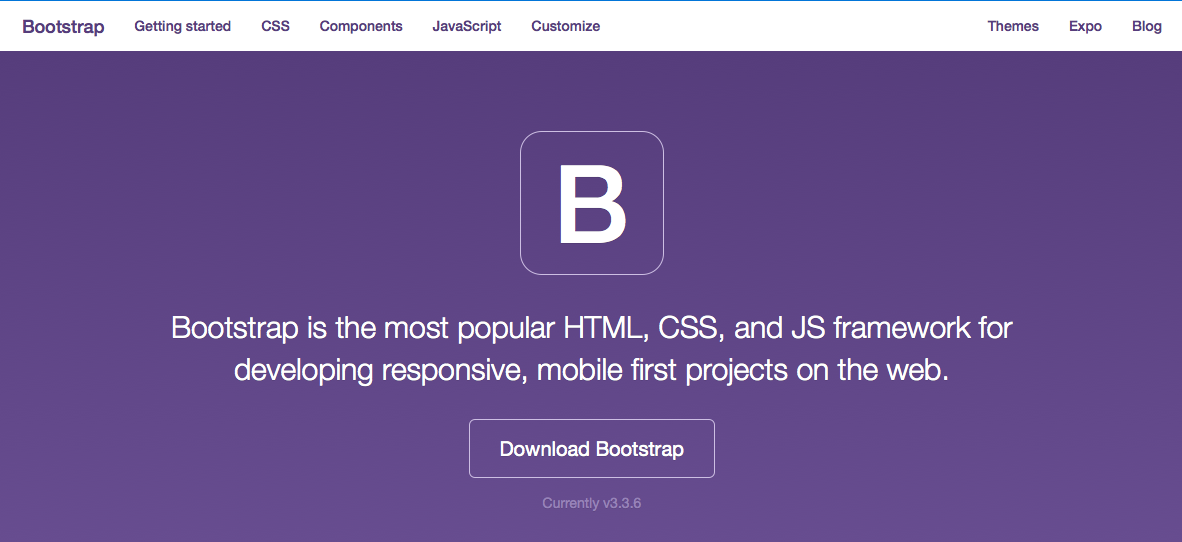 Bootstrap Getting started CSS Components JavaScript Customize Themes Expo Blog
B
Bootstrap is the most popular HTML, CSS, and JS framework for
developing responsive, mobile first projects on the web.
Download Bootstrap
Currently v3.3.6